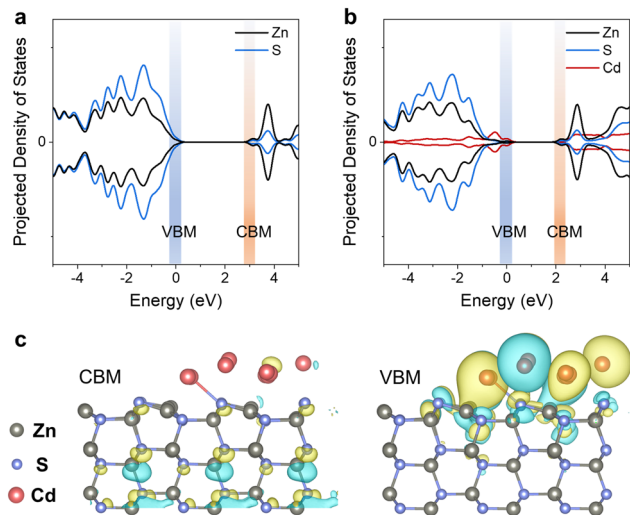 a
Zn
S
Projected Density of States
0
VBM
CBM
-4
-2
0
2
4
Energy (eV)
b
Zn
S
Cd
Projected Density of States
0
VBM
CBM
-4
-2
0
2
4
Energy (eV)
c
CBM
VBM
Zn
S
Cd